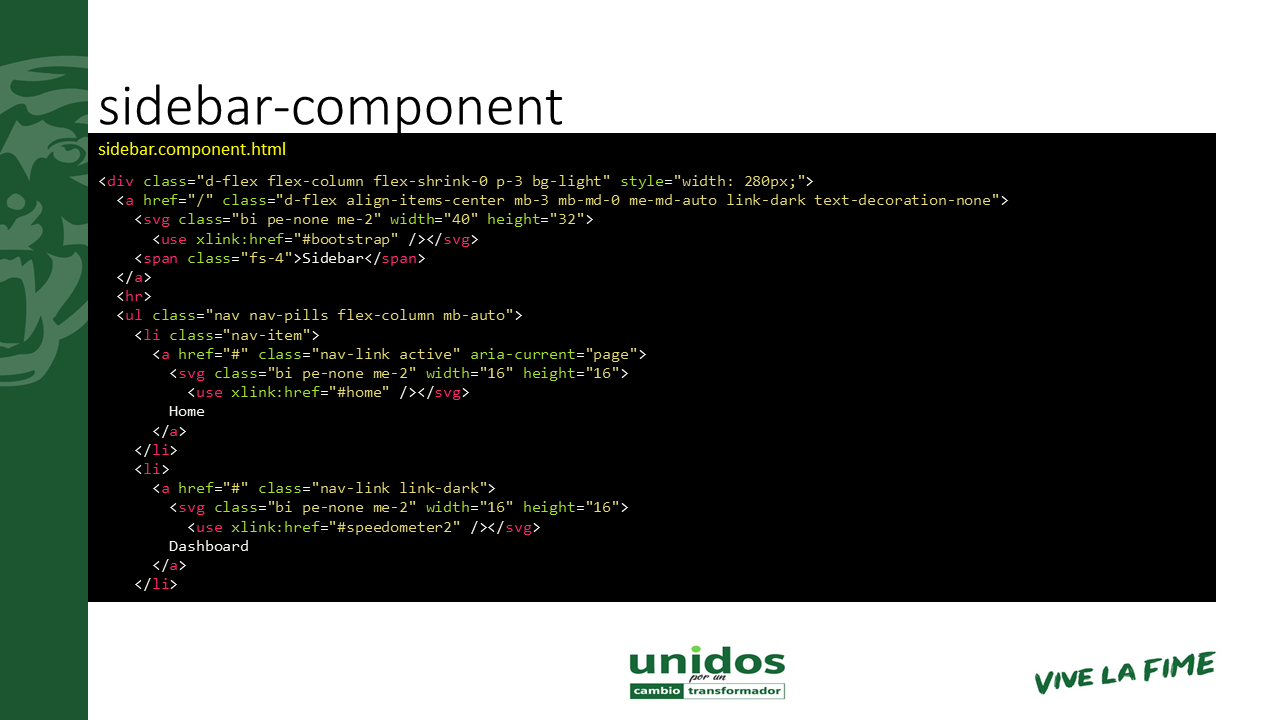 sidebar-component
sidebar.component.html
<div class="d-flex flex-column flex-shrink-0 p-3 bg-light" style="width: 280px;">
  <a href="/" class="d-flex align-items-center mb-3 mb-md-0 me-md-auto link-dark text-decoration-none">
    <svg class="bi pe-none me-2" width="40" height="32">
      <use xlink:href="#bootstrap" /></svg>
    <span class="fs-4">Sidebar</span>
  </a>
  <hr>
  <ul class="nav nav-pills flex-column mb-auto">
    <li class="nav-item">
      <a href="#" class="nav-link active" aria-current="page">
        <svg class="bi pe-none me-2" width="16" height="16">
          <use xlink:href="#home" /></svg>
        Home
      </a>
    </li>
    <li>
      <a href="#" class="nav-link link-dark">
        <svg class="bi pe-none me-2" width="16" height="16">
          <use xlink:href="#speedometer2" /></svg>
        Dashboard
      </a>
    </li>
unidos
por un
cambio transformador
VIVE LA FIME